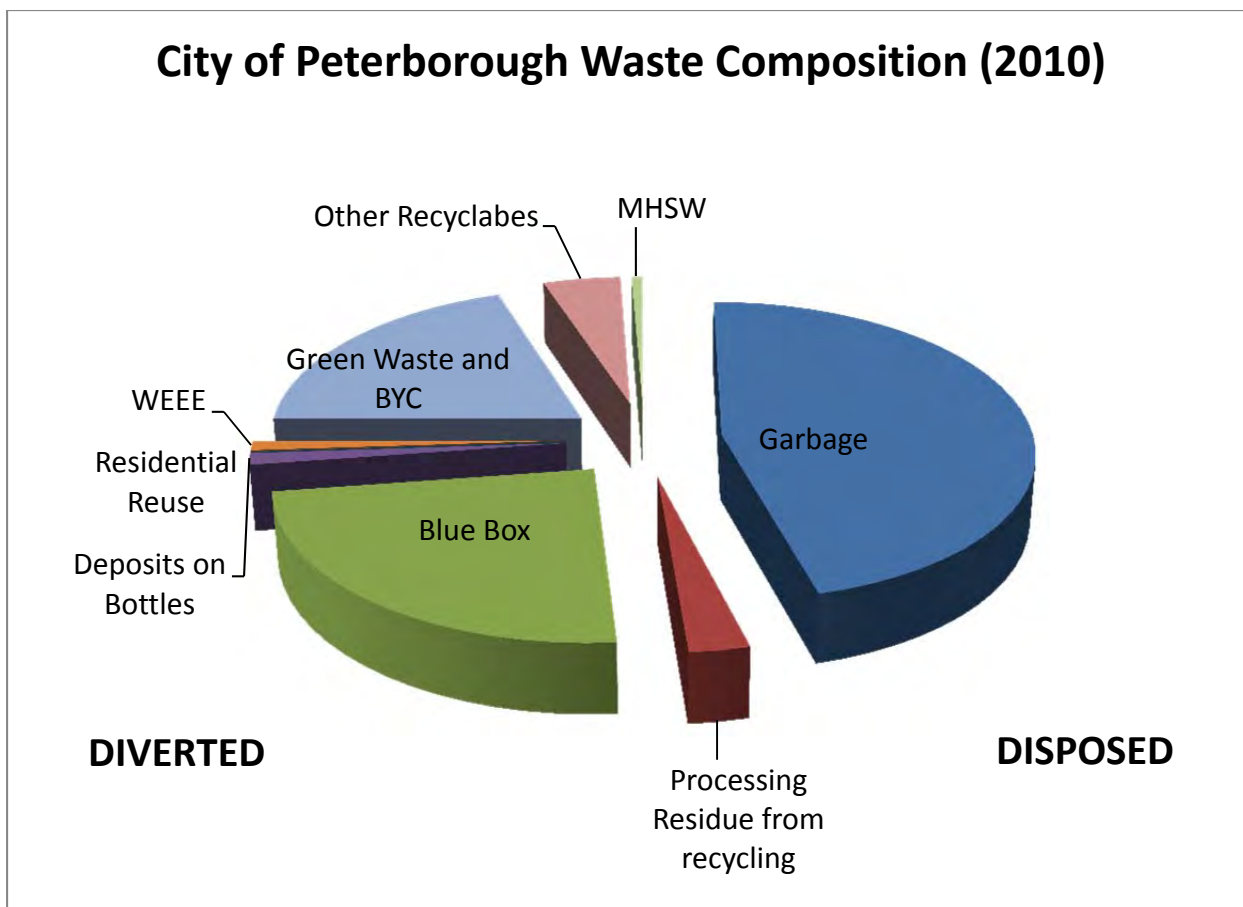 City of Peterborough Waste Composition (2010)
Other Recyclabes
MHSW
Green Waste and
BYC
WEEE
Garbage
Residential
Reuse
Blue Box
Deposits on
Bottles
DIVERTED
DISPOSED
Processing
Residue from
recycling